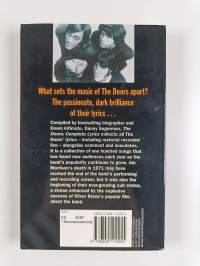 What sets the music of The Doors apart?
The passionate, dark brilliance
of their lyrics . . .
Compiled by bestselling biographer and
Doors intimate, Danny Sugerman, The
Doors: Complete Lyrics collects all The
Doors' lyrics – including material recorded live
– alongside comment and anecdotes.
It is a collection of one hundred songs that
has found new audiences each year as the
band's popularity continues to grow. Jim
Morrison's death in 1971 may
have marked the end of the band's performing
and recording career, but it was also the
beginning of their ever-growing cult status, a
status enhanced by the explosive
success of Oliver Stone's popular film
about the band.
U.K.